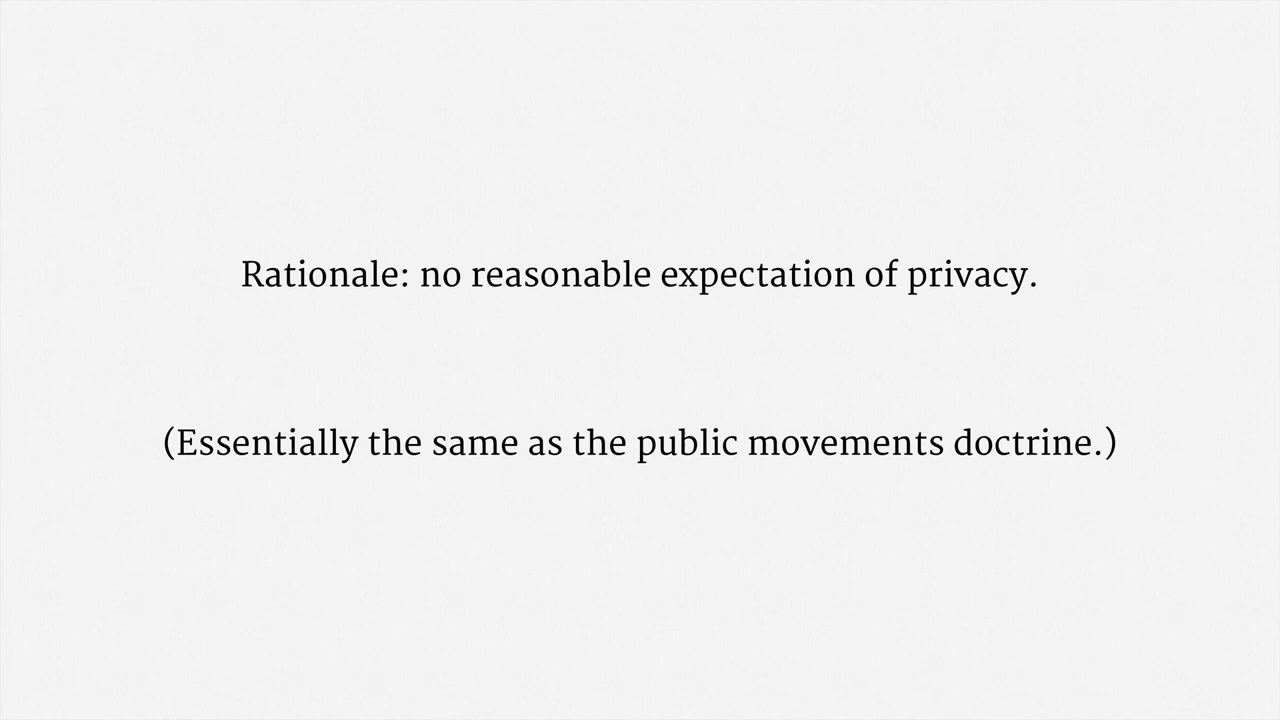 Rationale: no reasonable expectation of privacy.
(Essentially the same as the public movements doctrine.)